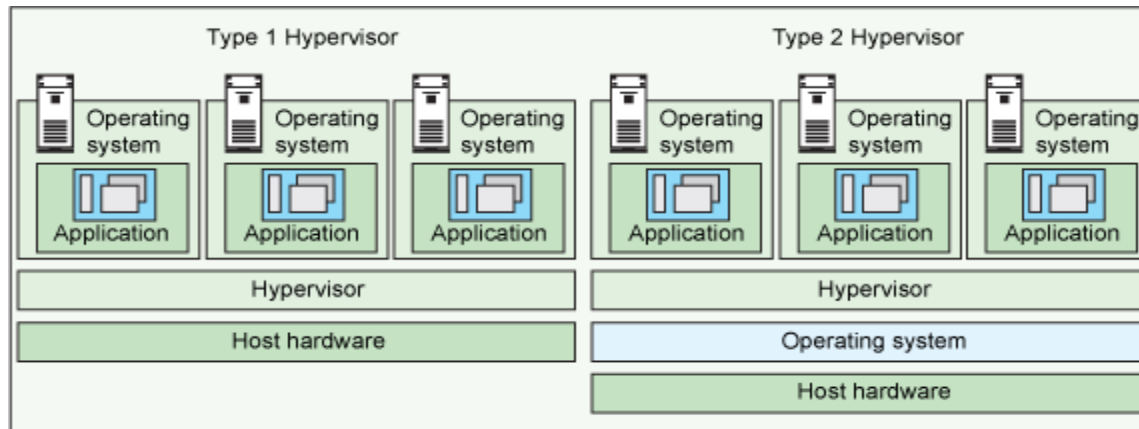 Type 1 Hypervisor
Operating
system
Application
Operating
system
Application
Operating
system
Application
Hypervisor
Host hardware
Type 2 Hypervisor
Operating
system
Application
Operating
system
Application
Operating
system
Application
Hypervisor
Operating system
Host hardware